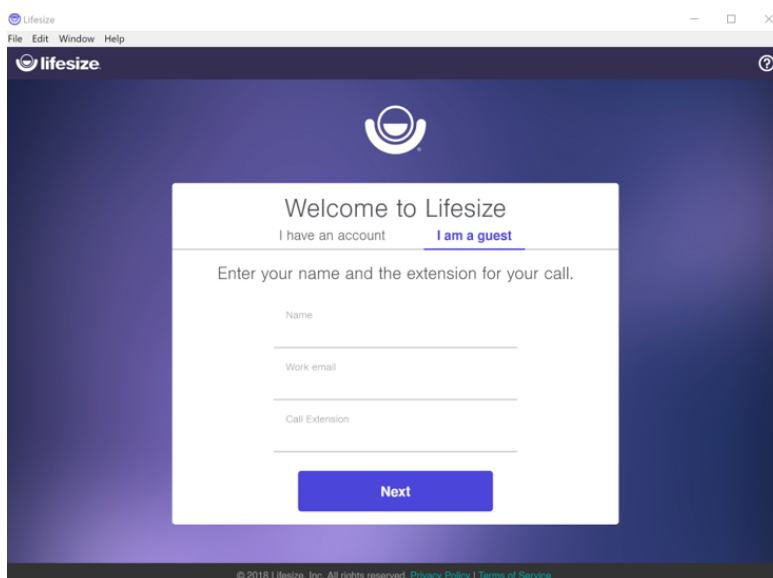 Lifesize
File Edit Window Help
lifesize
Welcome to Lifesize
I have an account I am a guest
Enter your name and the extension for your call.
Name
Work email
Call Extension
Next
© 2018 Lifesize, Inc. All rights reserved. Privacy Policy | Terms of Service